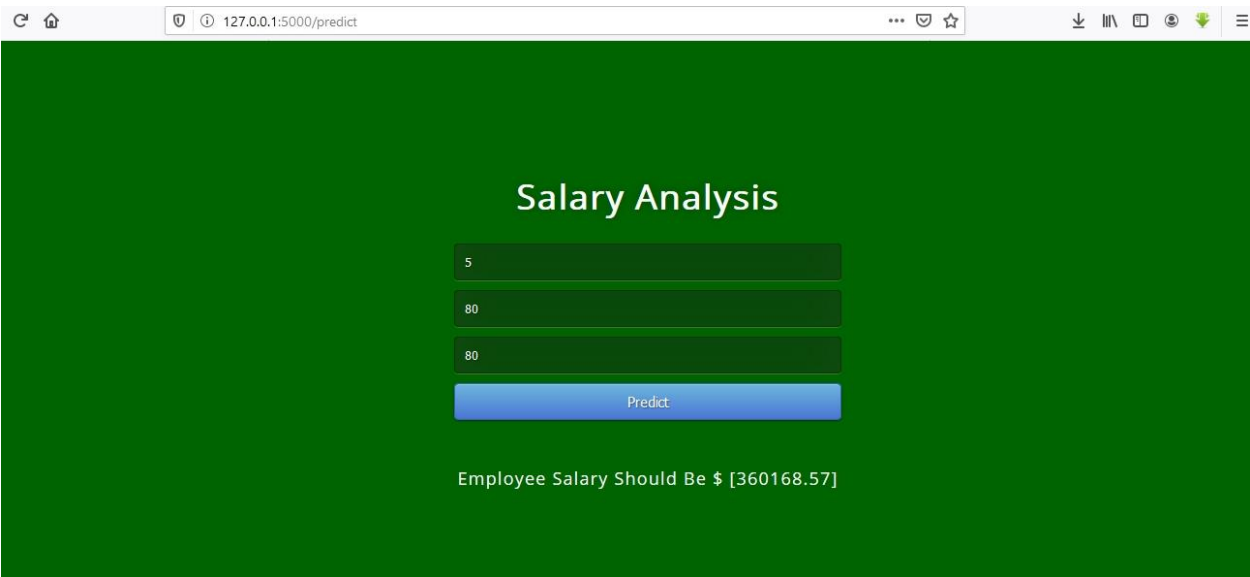 127.0.0.1:5000/predict
Salary Analysis
5
80
80
Predict
Employee Salary Should Be $ [360168.57]